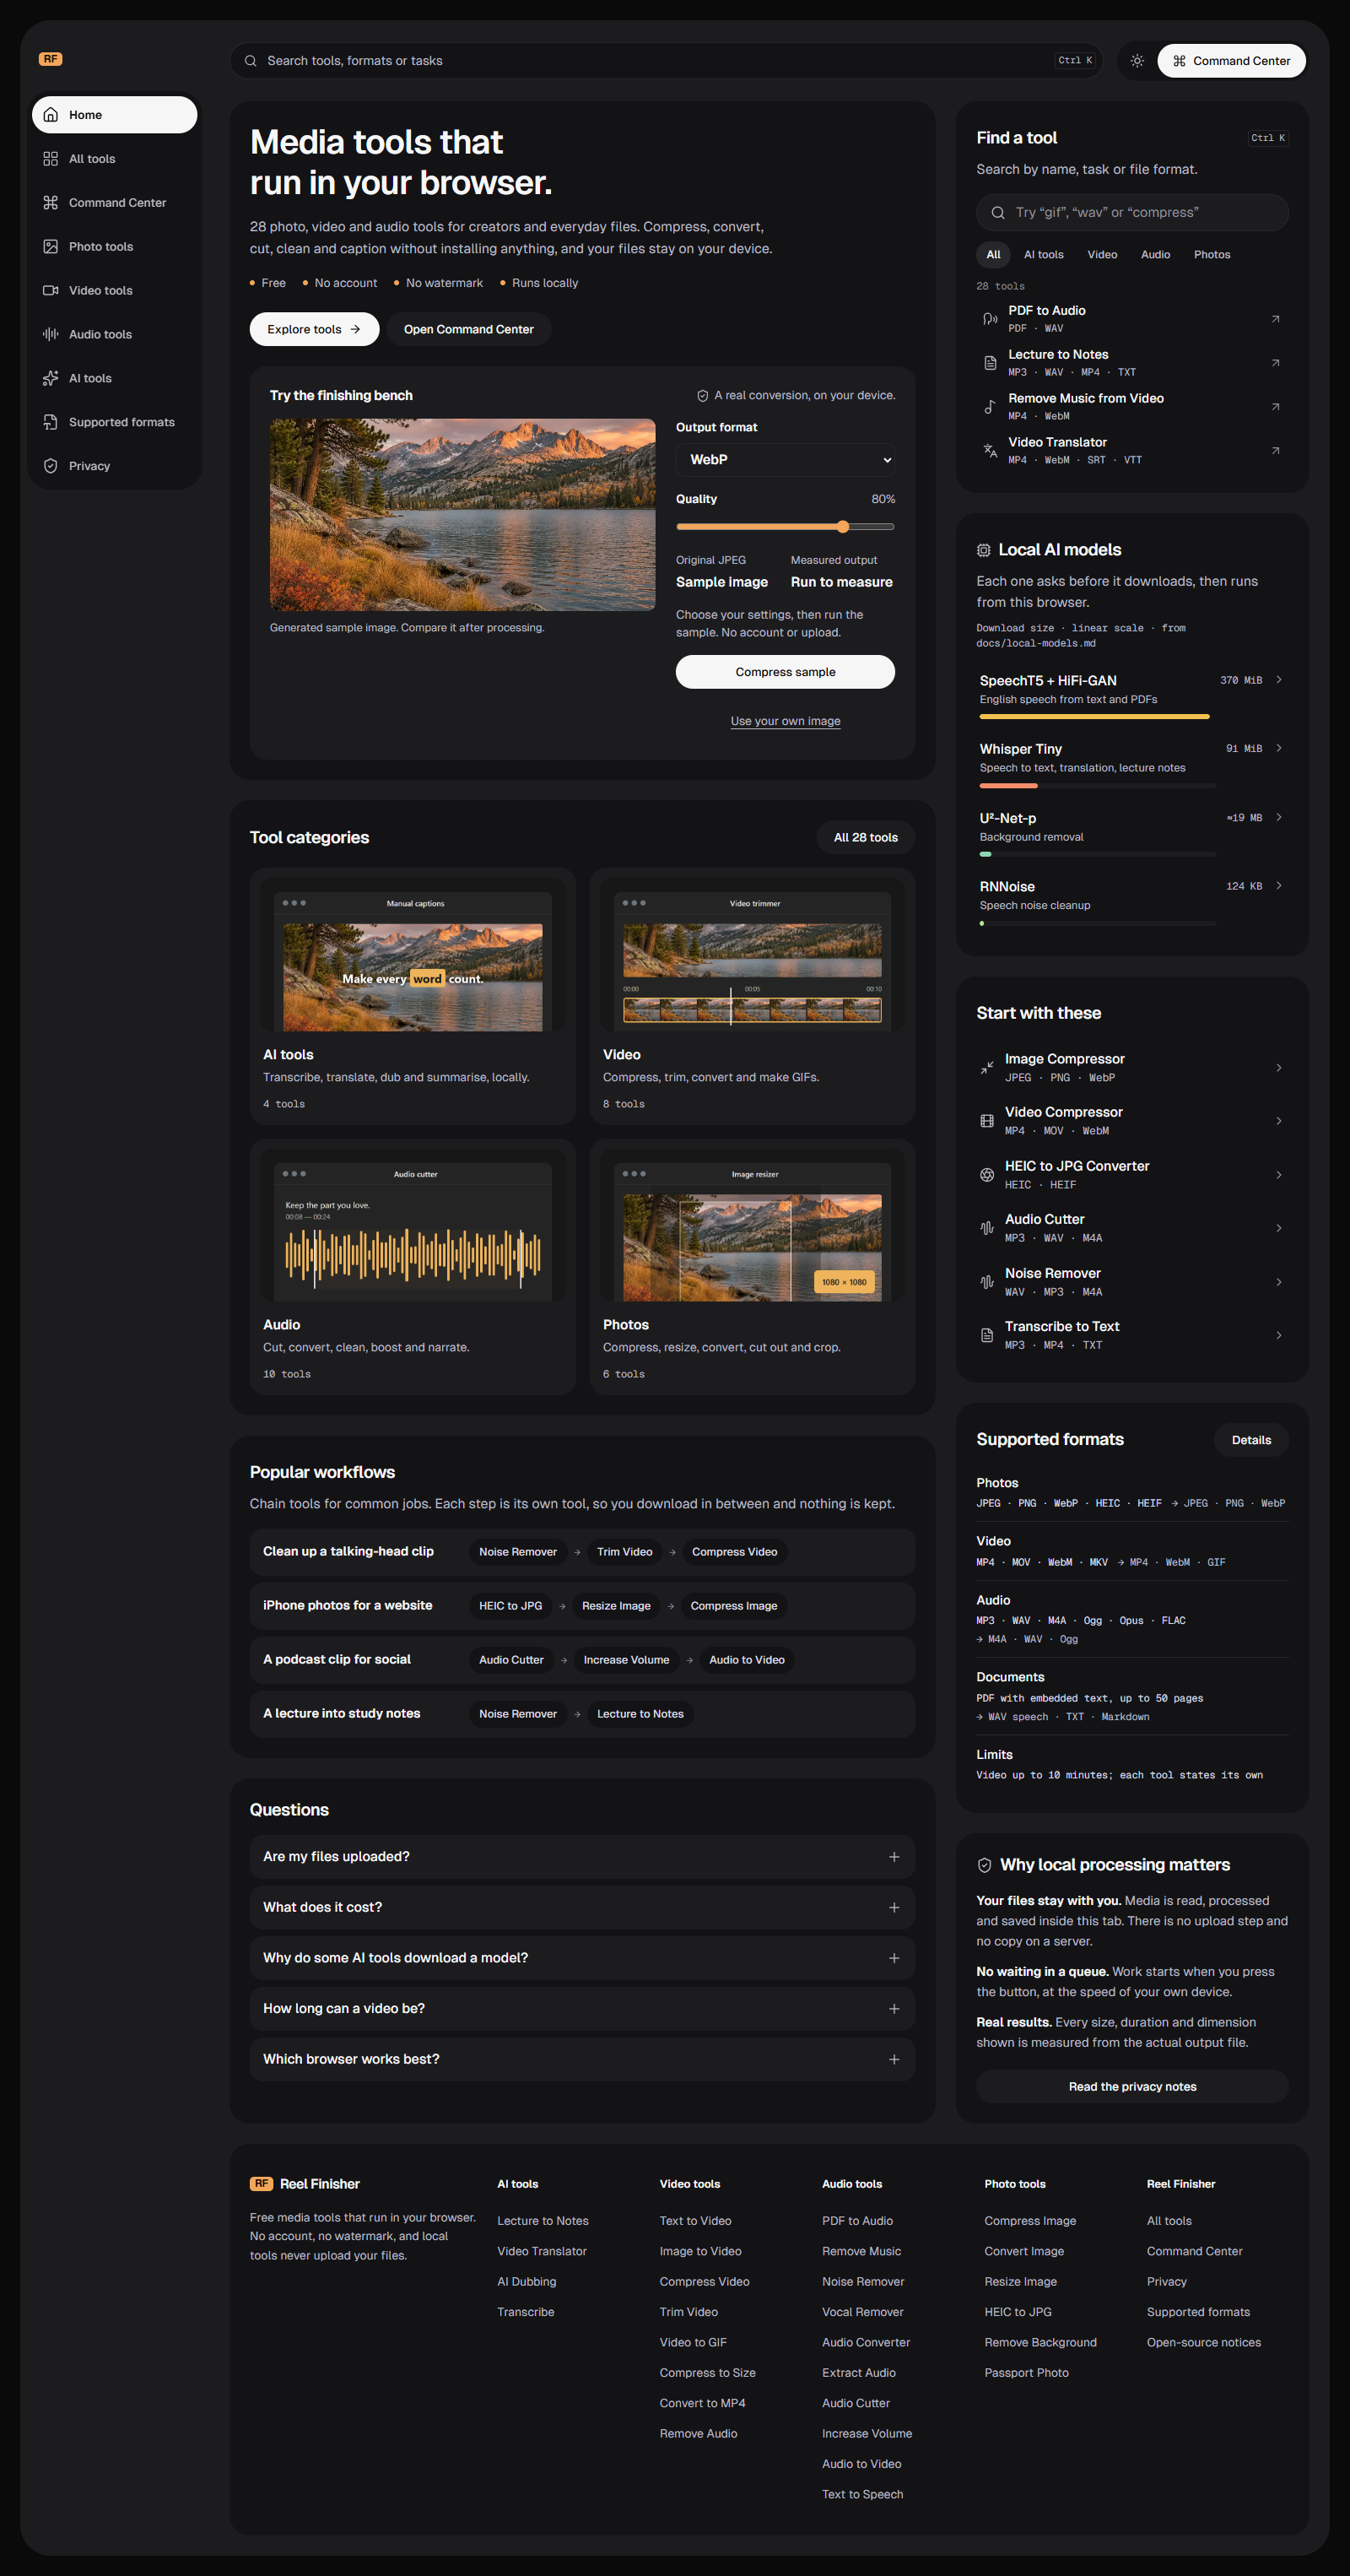 RF
Search tools, formats or tasks
Ctrl K
Command Center
Home
All tools
Command Center
Photo tools
Video tools
Audio tools
AI tools
Supported formats
Privacy
Media tools that
run in your browser.
28 photo, video and audio tools for creators and everyday files. Compress, convert,
cut, clean and caption without installing anything, and your files stay on your device.
Free
No account
No watermark
Runs locally
Explore tools →
Open Command Center
Try the finishing bench
A real conversion, on your device.
Output format
WebP
Quality
80%
Original JPEG
Measured output
Sample image
Run to measure
Choose your settings, then run the
sample. No account or upload.
Compress sample
Use your own image
Generated sample image. Compare it after processing.
Tool categories
All 28 tools
Manual captions
Make every word count.
AI tools
Transcribe, translate, dub and summarise, locally.
4 tools
Video trimmer
00:00
00:05
00:10
Video
Compress, trim, convert and make GIFs.
8 tools
Audio cutter
Keep the part you love.
00:08 — 00:24
Audio
Cut, convert, clean, boost and narrate.
10 tools
Image resizer
1080 × 1080
Photos
Compress, resize, convert, cut out and crop.
6 tools
Popular workflows
Chain tools for common jobs. Each step is its own tool, so you download in between and nothing is kept.
Clean up a talking-head clip
Noise Remover → Trim Video → Compress Video
iPhone photos for a website
HEIC to JPG → Resize Image → Compress Image
A podcast clip for social
Audio Cutter → Increase Volume → Audio to Video
A lecture into study notes
Noise Remover → Lecture to Notes
Questions
Are my files uploaded?
What does it cost?
Why do some AI tools download a model?
How long can a video be?
Which browser works best?
Find a tool
Ctrl K
Search by name, task or file format.
Try “gif”, “wav” or “compress”
All
AI tools
Video
Audio
Photos
28 tools
PDF to Audio
PDF · WAV
Lecture to Notes
MP3 · WAV · MP4 · TXT
Remove Music from Video
MP4 · WebM
Video Translator
MP4 · WebM · SRT · VTT
Local AI models
Each one asks before it downloads, then runs
from this browser.
Download size · linear scale · from
docs/local-models.md
SpeechT5 + HiFi-GAN
370 MiB
English speech from text and PDFs
Whisper Tiny
91 MiB
Speech to text, translation, lecture notes
U²-Net-p
≈19 MB
Background removal
RNNoise
124 KB
Speech noise cleanup
Start with these
Image Compressor
JPEG · PNG · WebP
Video Compressor
MP4 · MOV · WebM
HEIC to JPG Converter
HEIC · HEIF
Audio Cutter
MP3 · WAV · M4A
Noise Remover
WAV · MP3 · M4A
Transcribe to Text
MP3 · MP4 · TXT
Supported formats
Details
Photos
JPEG · PNG · WebP · HEIC · HEIF → JPEG · PNG · WebP
Video
MP4 · MOV · WebM · MKV → MP4 · WebM · GIF
Audio
MP3 · WAV · M4A · Ogg · Opus · FLAC
→ M4A · WAV · Ogg
Documents
PDF with embedded text, up to 50 pages
→ WAV speech · TXT · Markdown
Limits
Video up to 10 minutes; each tool states its own
Why local processing matters
Your files stay with you. Media is read, processed
and saved inside this tab. There is no upload step and
no copy on a server.
No waiting in a queue. Work starts when you press
the button, at the speed of your own device.
Real results. Every size, duration and dimension
shown is measured from the actual output file.
Read the privacy notes
RF Reel Finisher
Free media tools that run in your browser.
No account, no watermark, and local
tools never upload your files.
AI tools
Lecture to Notes
Video Translator
AI Dubbing
Transcribe
Video tools
Text to Video
Image to Video
Compress Video
Trim Video
Video to GIF
Compress to Size
Convert to MP4
Remove Audio
Audio tools
PDF to Audio
Remove Music
Noise Remover
Vocal Remover
Audio Converter
Extract Audio
Audio Cutter
Increase Volume
Audio to Video
Text to Speech
Photo tools
Compress Image
Convert Image
Resize Image
HEIC to JPG
Remove Background
Passport Photo
Reel Finisher
All tools
Command Center
Privacy
Supported formats
Open-source notices